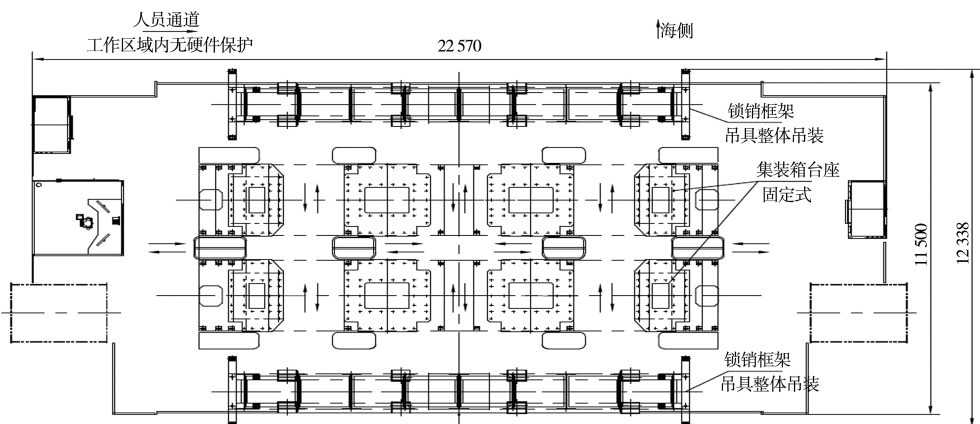 人员通道
工作区域内无硬件保护
22 570
海侧
锁销框架
吊具整体吊装
集装箱台座
固定式
11 500
12 338
锁销框架
吊具整体吊装